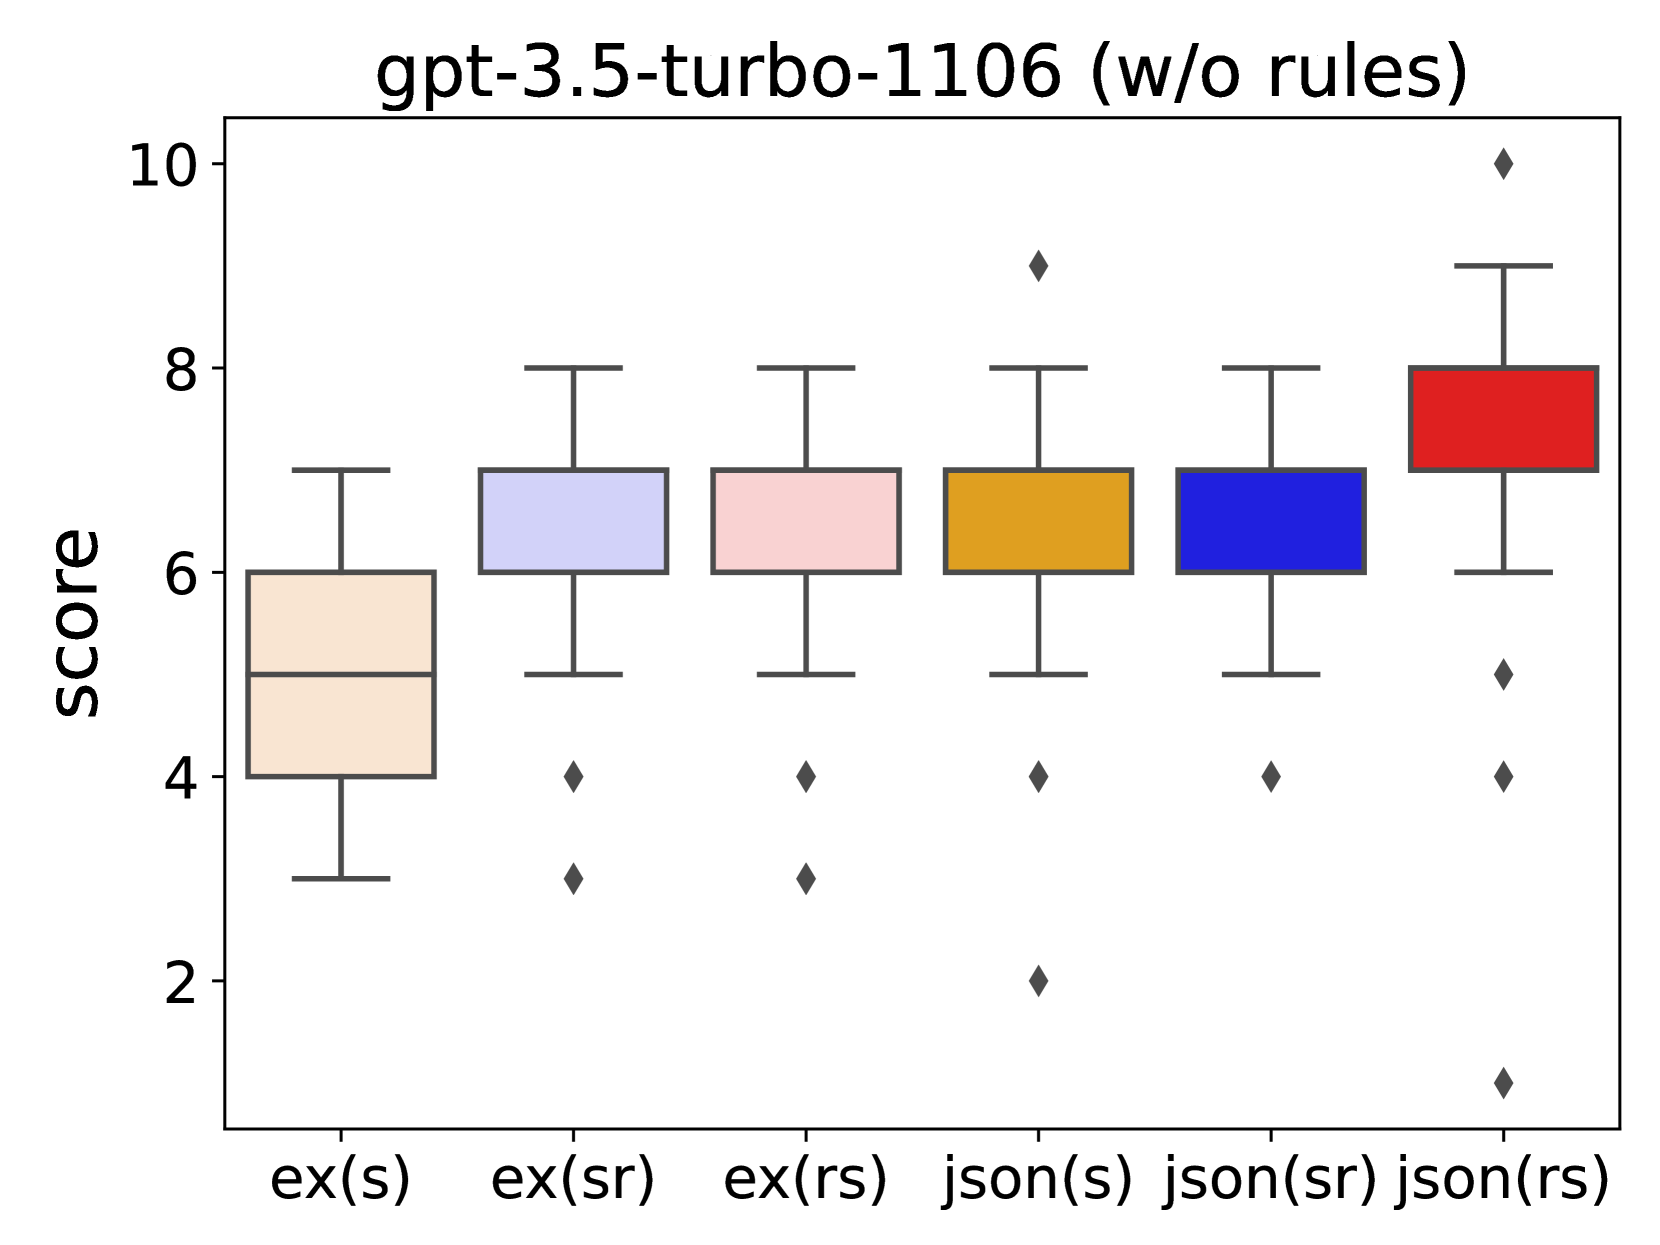 gpt-3.5-turbo-1106 (w/o rules)
score
10
8
6
4
2
ex(s) ex(sr) ex(rs) json(s) json(sr) json(rs)